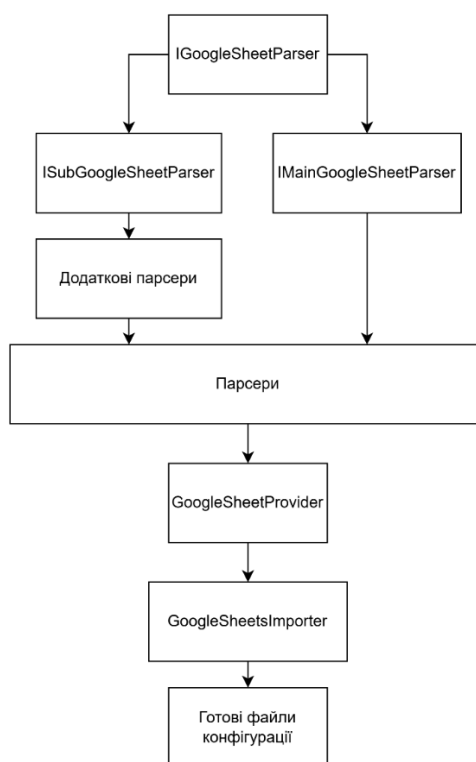 IGoogleSheetParser
ISubGoogleSheetParser
IMainGoogleSheetParser
Додаткові парсери
Парсери
GoogleSheetProvider
GoogleSheetsImporter
Готові файли
конфігурації